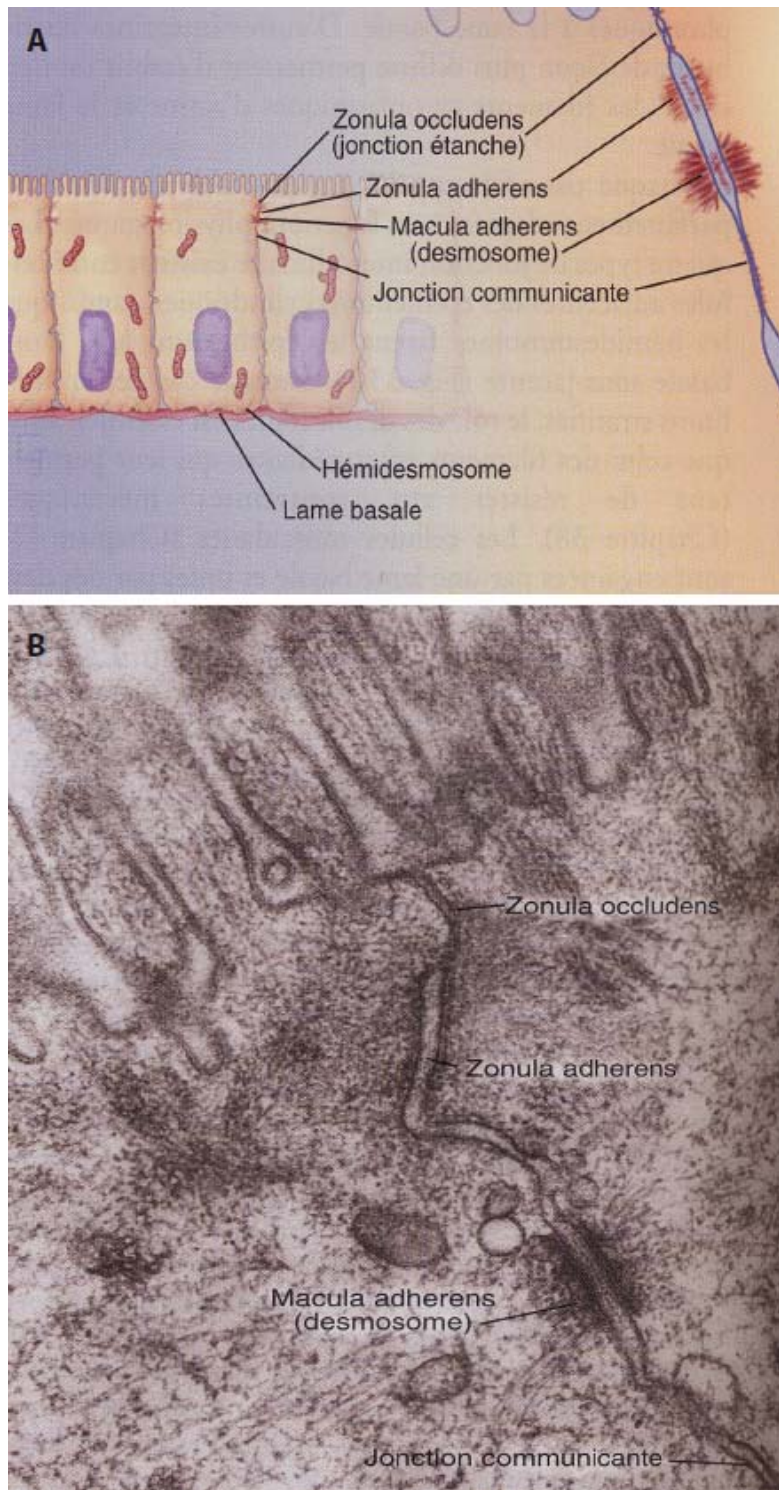 A
Zonula occludens
(jonction étanche)
Zonula adherens
Macula adherens
(desmosome)
Jonction communicante
Hémidesmosome
Lame basale
B
Zonula occludens
Zonula adherens
Macula adherens
(desmosome)
Jonction communicante